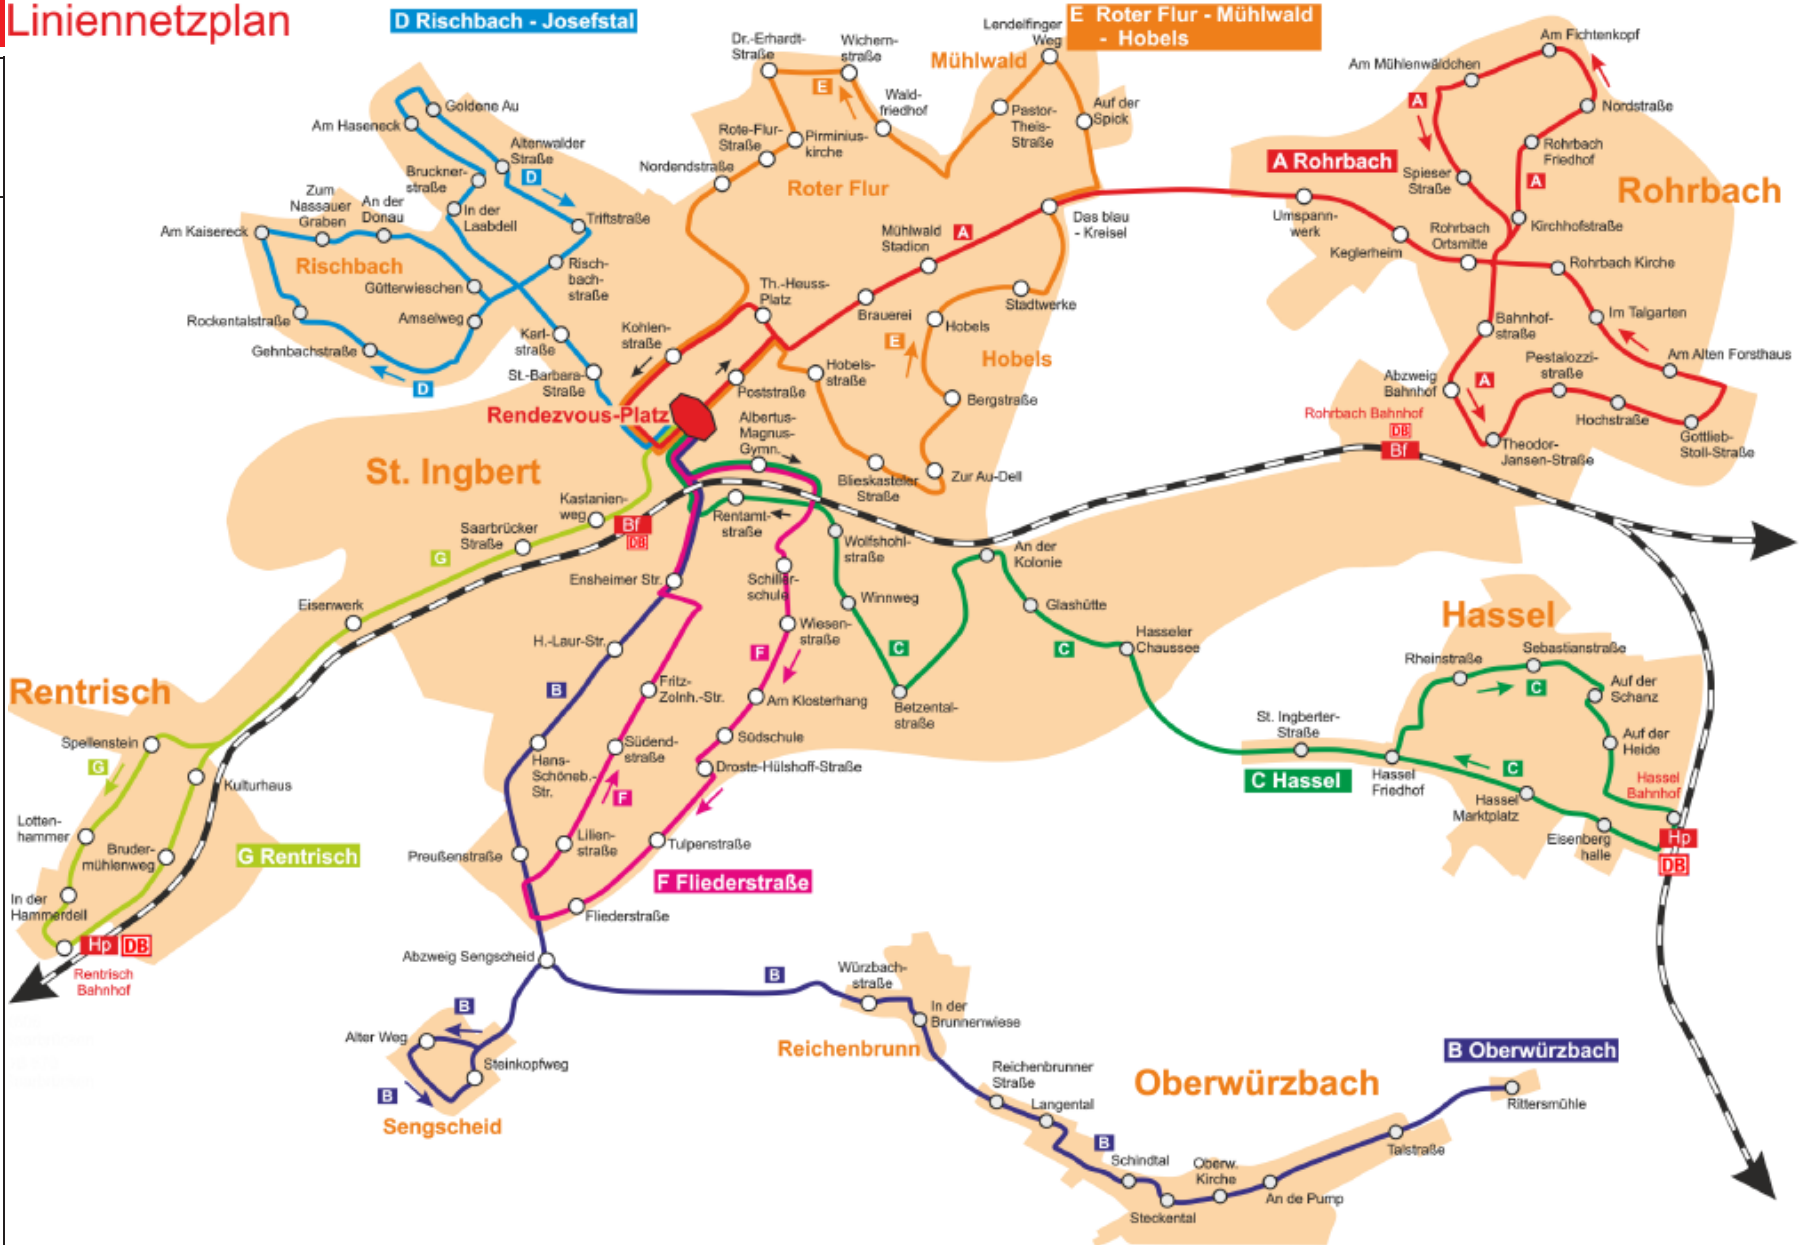 Liniennetzplan
D Rischbach - Josefstal
E Roter Flur - Mühlwald
- Hobels
Lendelfinger
Weg
Dr.-Erhardt-
Straße
Wichern-
straße
Mühlwald
E
Wald-
friedhof
Pastor-
Theis-
Straße
Auf der
Spick
Rote-Flur-
Straße
Pirminius-
kirche
Nordendstraße
Roter Flur
Am Fichtenkopf
Am Mühlenwäldchen
A
Nordstraße
Rohrbach
Friedhof
A Rohrbach
Spieser
Straße
A
Rohrbach
Umspann-
werk
Kirchhofstraße
Rohrbach
Ortsmitte
Keglerheim
Rohrbach Kirche
Im Talgarten
Bahnhof-
straße
Am Alten Forsthaus
Pestalozzi-
straße
Abzweig
Bahnhof
A
Hochstraße
Gottlieb-
Stoll-Straße
Theodor-
Jansen-Straße
Rohrbach Bahnhof
DB
Bf
Goldene Au
Am Haseneck
Altenwalder
Straße
D
Bruckner-
straße
Zum
Nassauer
Graben
An der
Donau
In der
Laabdell
Triftstraße
Am Kaisereck
Rischbach
Risch-
bach-
straße
Gütterwieschen
Rockentalstraße
Amselweg
Gehnbachstraße
D
Karl-
straße
St.-Barbara-
Straße
Kohlen-
straße
Th.-Heuss-
Platz
Mühlwald
Stadion
A
Das blau
- Kreisel
Brauerei
Stadtwerke
Hobels
E
Hobels
Hobels-
straße
Bergstraße
Poststraße
Rendezvous-Platz
Albertus-
Magnus-
Gymn.
Blieskasteler
Straße
Zur Au-Dell
St. Ingbert
Kastanien-
weg
Bf
DB
Saarbrücker
Straße
G
Rentamt-
straße
Wolfshohl-
straße
An der
Kolonie
Ensheimer Str.
Schiller-
schule
Winnweg
Glashütte
Eisenwerk
H.-Laur-Str.
Wiesen-
straße
F
C
C
Hasseler
Chaussee
B
Fritz-
Zolnh.-Str.
Am Klosterhang
Betzental-
straße
Hassel
Rheinstraße
Sebastianstraße
C
Auf der
Schanz
St. Ingberter-
Straße
Auf der
Heide
C Hassel
Hassel
Friedhof
C
Hassel
Bahnhof
Hassel
Marktplatz
Eisenberg
halle
Hp
DB
Rentrisch
Spellenstein
G
Kulturhaus
Lotten-
hammer
Bruder-
mühlenweg
G Rentrisch
In der
Hammerdell
Hp DB
Rentrisch
Bahnhof
Hans-
Schöneb.-
Str.
Südend-
straße
Südschule
Droste-Hülshoff-Straße
F
Lilien-
straße
Tulpenstraße
Preußenstraße
F Fliederstraße
Fliederstraße
Abzweig Sengscheid
B
B
Alter Weg
Steinkopfweg
B
Sengscheid
Würzbach-
straße
In der
Brunnenwiese
Reichenbrunn
Reichenbrunner
Straße
Langental
Oberwürzbach
B Oberwürzbach
Rittersmühle
B
Schindtal
Oberw.
Kirche
Talstraße
An de Pump
Steckental